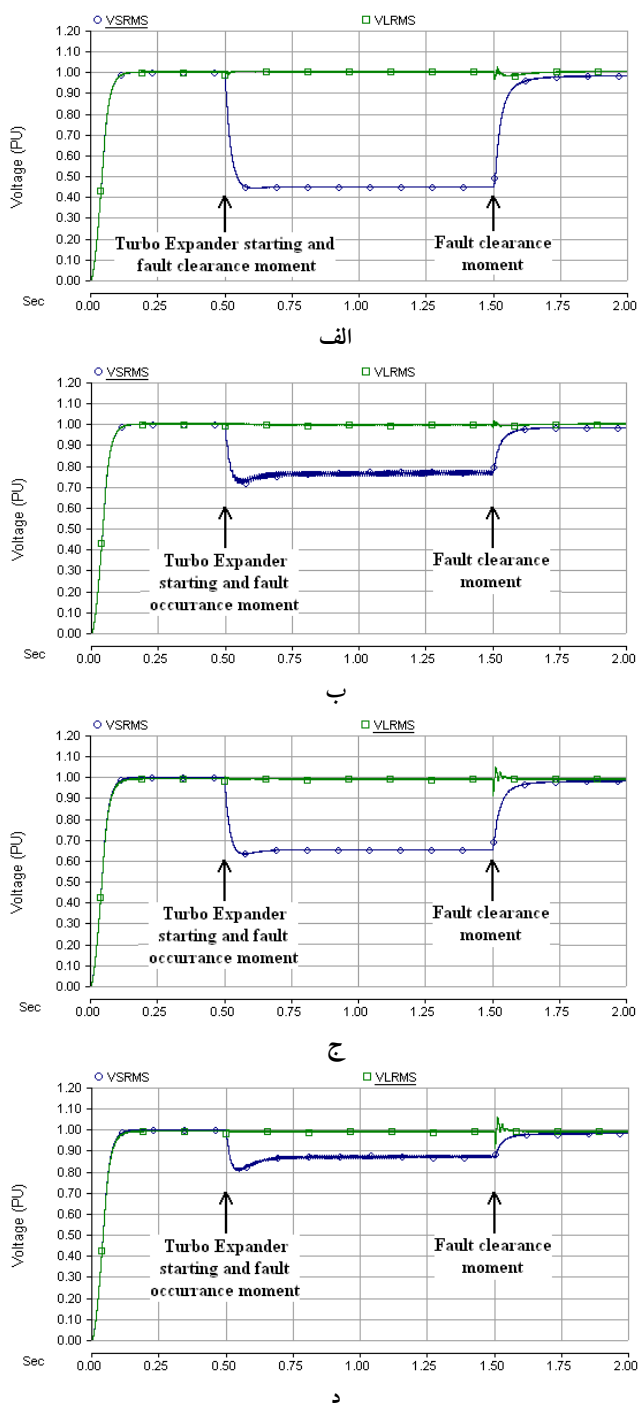 VSRMS VLRMS
Voltage (PU)
1.20
1.10
1.00
0.90
0.80
0.70
0.60
0.50
0.40
0.30
0.20
0.10
0.00
Turbo Expander starting and
fault clearance moment
Fault clearance
moment
Sec 0.00 0.25 0.50 0.75 1.00 1.25 1.50 1.75 2.00
الف
VSRMS VLRMS
Voltage (PU)
1.20
1.10
1.00
0.90
0.80
0.70
0.60
0.50
0.40
0.30
0.20
0.10
0.00
Turbo Expander
starting and fault
occurrance moment
Fault clearance
moment
Sec 0.00 0.25 0.50 0.75 1.00 1.25 1.50 1.75 2.00
ب
VSRMS VLRMS
Voltage (PU)
1.20
1.10
1.00
0.90
0.80
0.70
0.60
0.50
0.40
0.30
0.20
0.10
0.00
Turbo Expander
starting and fault
occurrance moment
Fault clearance
moment
Sec 0.00 0.25 0.50 0.75 1.00 1.25 1.50 1.75 2.00
ج
VSRMS VLRMS
Voltage (PU)
1.20
1.10
1.00
0.90
0.80
0.70
0.60
0.50
0.40
0.30
0.20
0.10
0.00
Turbo Expander
starting and fault
occurrance moment
Fault clearance
moment
Sec 0.00 0.25 0.50 0.75 1.00 1.25 1.50 1.75 2.00
د